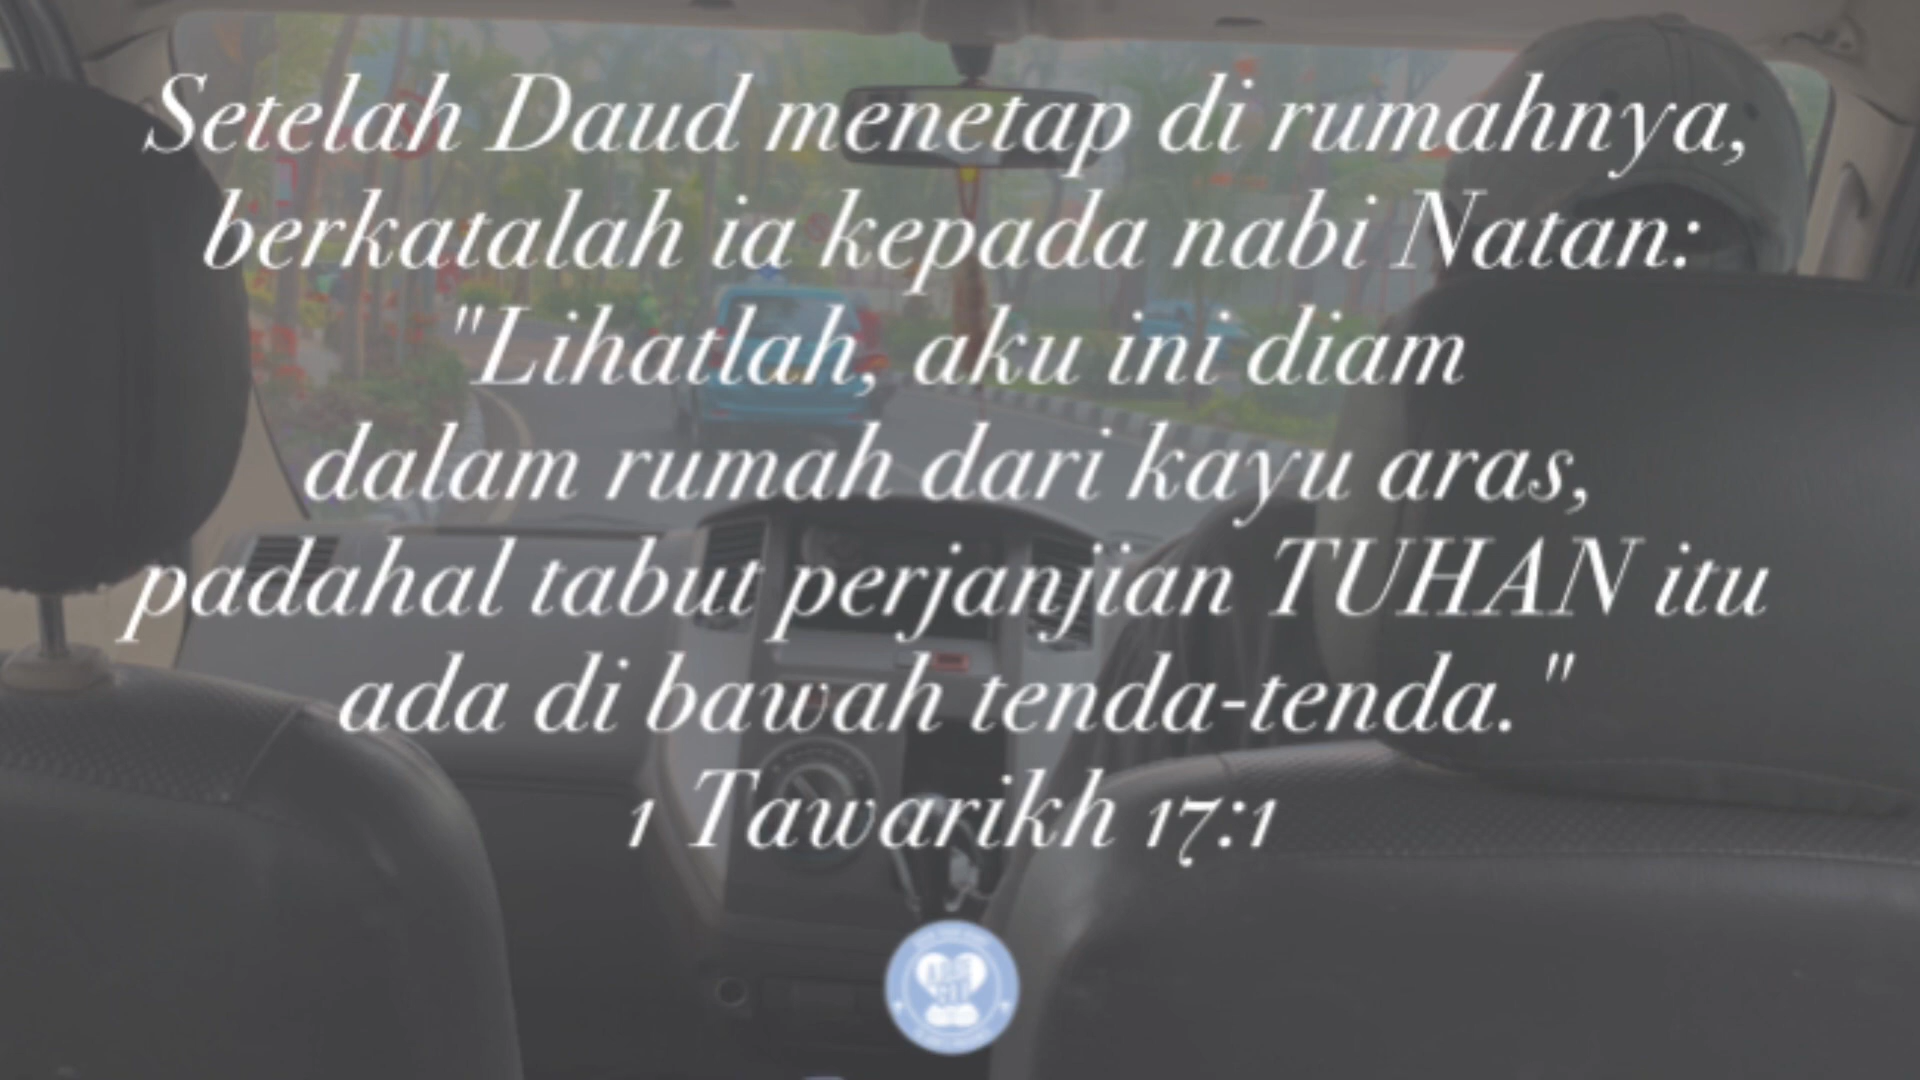 Setelah Daud menetap di rumahnya,
berkatalah ia kepada nabi Natan:
"Lihatlah, aku ini diam
dalam rumah dari kayu aras,
padahal tabut perjanjian TUHAN itu
ada di bawah tenda-tenda."
1 Tawarikh 17:1